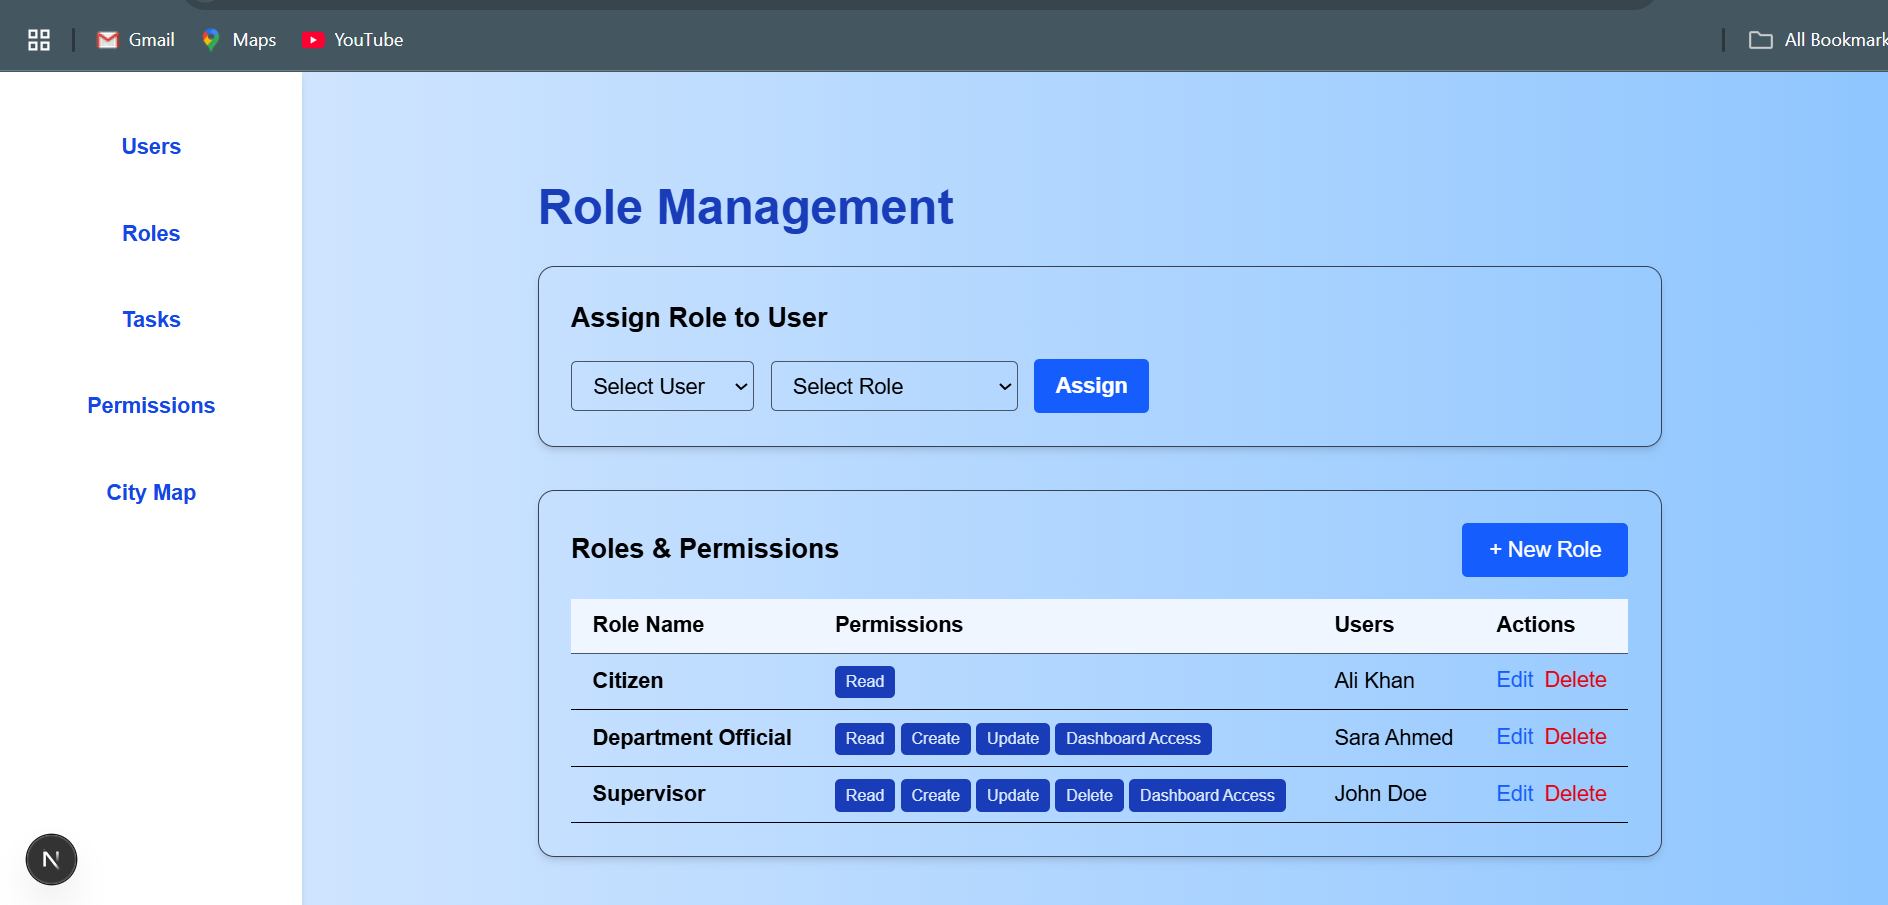 Gmail Maps YouTube All Bookmark
Users
Roles
Tasks
Permissions
City Map
Role Management
Assign Role to User
Select User Select Role Assign
Roles & Permissions + New Role
Role Name Permissions Users Actions
Citizen Read Ali Khan Edit Delete
Department Official Read Create Update Dashboard Access Sara Ahmed Edit Delete
Supervisor Read Create Update Delete Dashboard Access John Doe Edit Delete
N